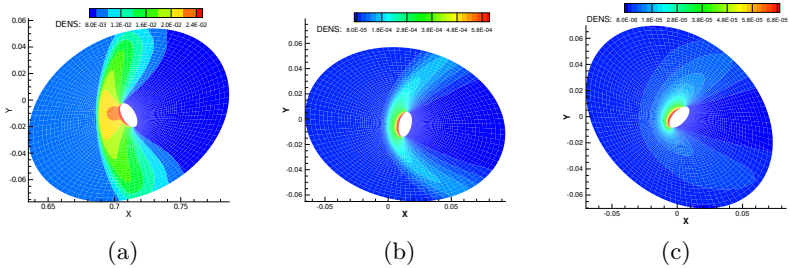 DENS: 8.0E-03 1.2E-02 1.6E-02 2.0E-02 2.4E-02
0.06
0.04
0.02
Y
0
-0.02
-0.04
-0.06
0.65 0.7 0.75
X
(a)
DENS: 8.0E-05 1.8E-04 2.8E-04 3.8E-04 4.8E-04 5.8E-04
0.08
0.06
0.04
0.02
Y
0
-0.02
-0.04
-0.06
-0.05 0 0.05
X
(b)
DENS: 8.0E-06 1.8E-05 2.8E-05 3.8E-05 4.8E-05 5.8E-05 6.8E-05
0.06
0.04
0.02
Y
0
-0.02
-0.04
-0.06
-0.05 0 0.05
X
(c)